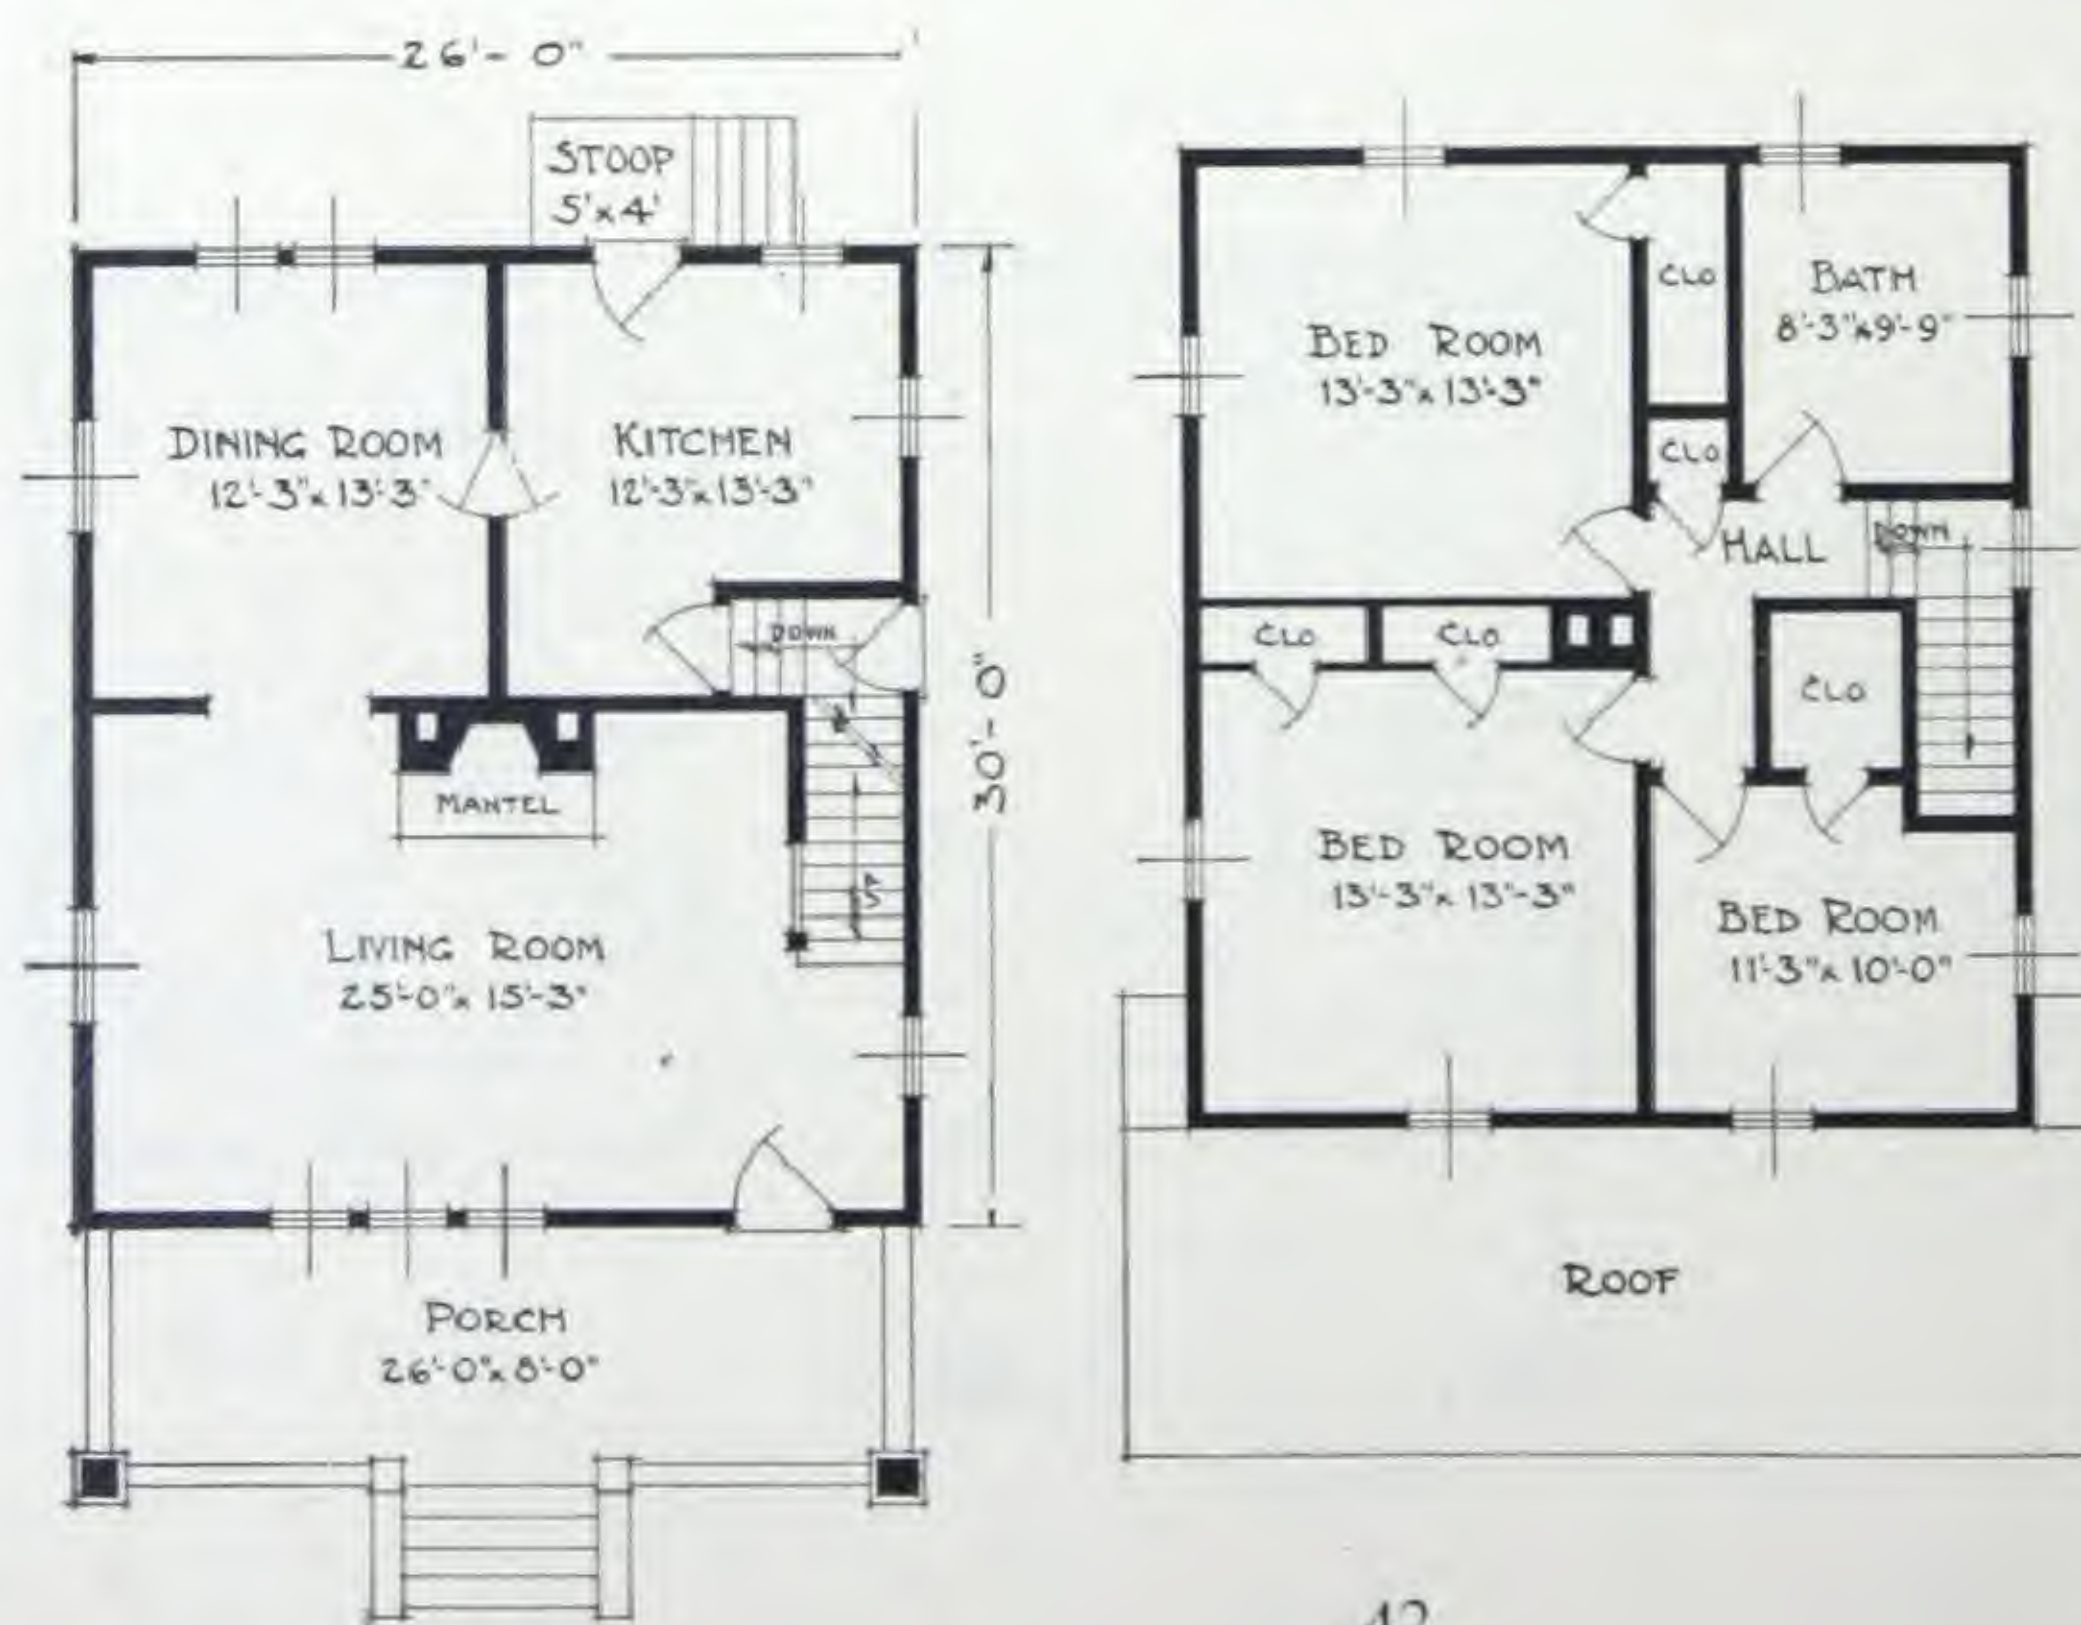 26'-0"
STOOP
5'x4'
DINING ROOM
12'-3"x13'-3"
KITCHEN
12'-3"x13'-3"
DOWN
30'-0"
MANTEL
UP
LIVING ROOM
25'-0"x15'-3"
PORCH
26'-0"x8'-0"
BED ROOM
13'-3"x13'-3"
CLO
BATH
8'-3"x9'-9"
CLO
HALL
DOWN
CLO
CLO
CLO
BED ROOM
13'-3"x13'-3"
BED ROOM
11'-3"x10'-0"
ROOF